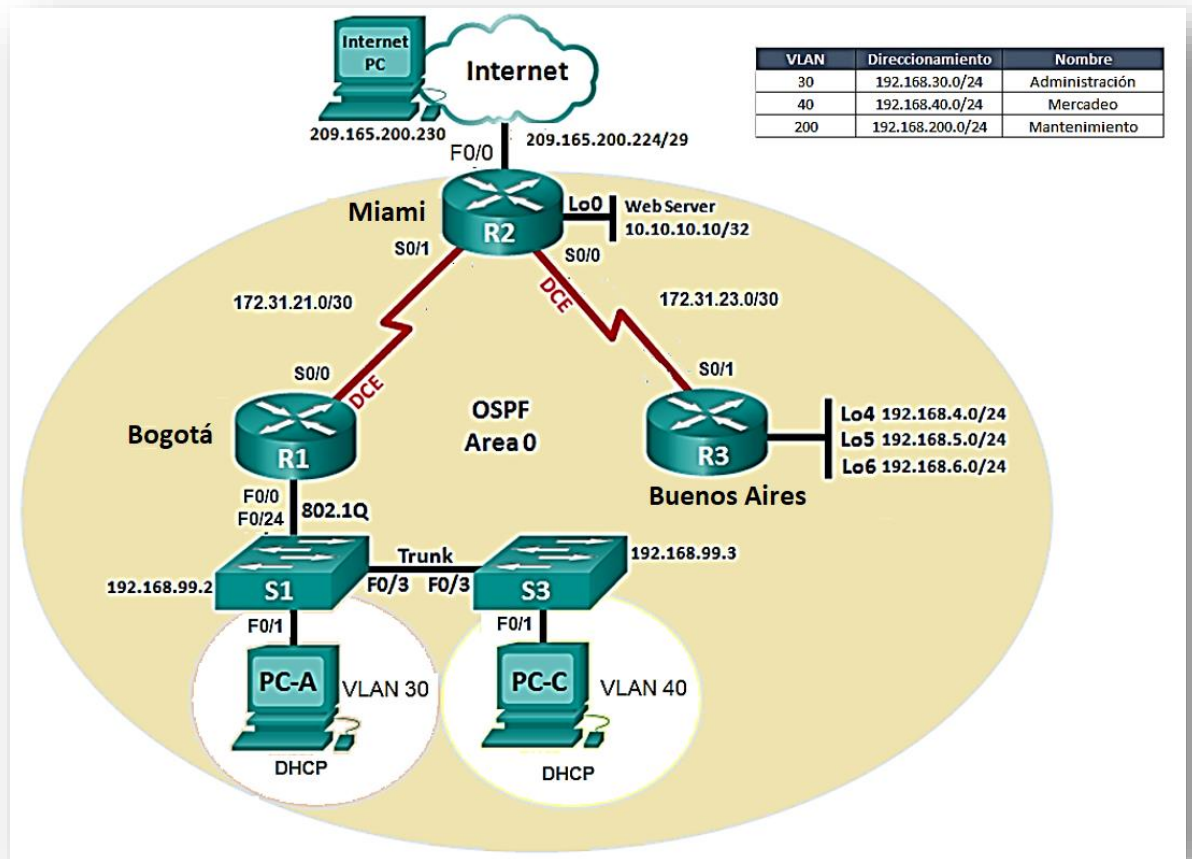 Internet
PC
Internet
209.165.200.230
209.165.200.224/29
F0/0
VLAN Direccionamiento Nombre
30 192.168.30.0/24 Administración
40 192.168.40.0/24 Mercadeo
200 192.168.200.0/24 Mantenimiento
Miami
R2
Lo0
Web Server
10.10.10.10/32
S0/1
S0/0
DCE
172.31.21.0/30
172.31.23.0/30
S0/0
DCE
S0/1
OSPF
Area 0
Bogotá
R1
R3
Buenos Aires
Lo4 192.168.4.0/24
Lo5 192.168.5.0/24
Lo6 192.168.6.0/24
F0/0
F0/24
802.1Q
Trunk
F0/3 F0/3
192.168.99.2
S1
S3
192.168.99.3
F0/1
F0/1
PC-A
VLAN 30
DHCP
PC-C
VLAN 40
DHCP